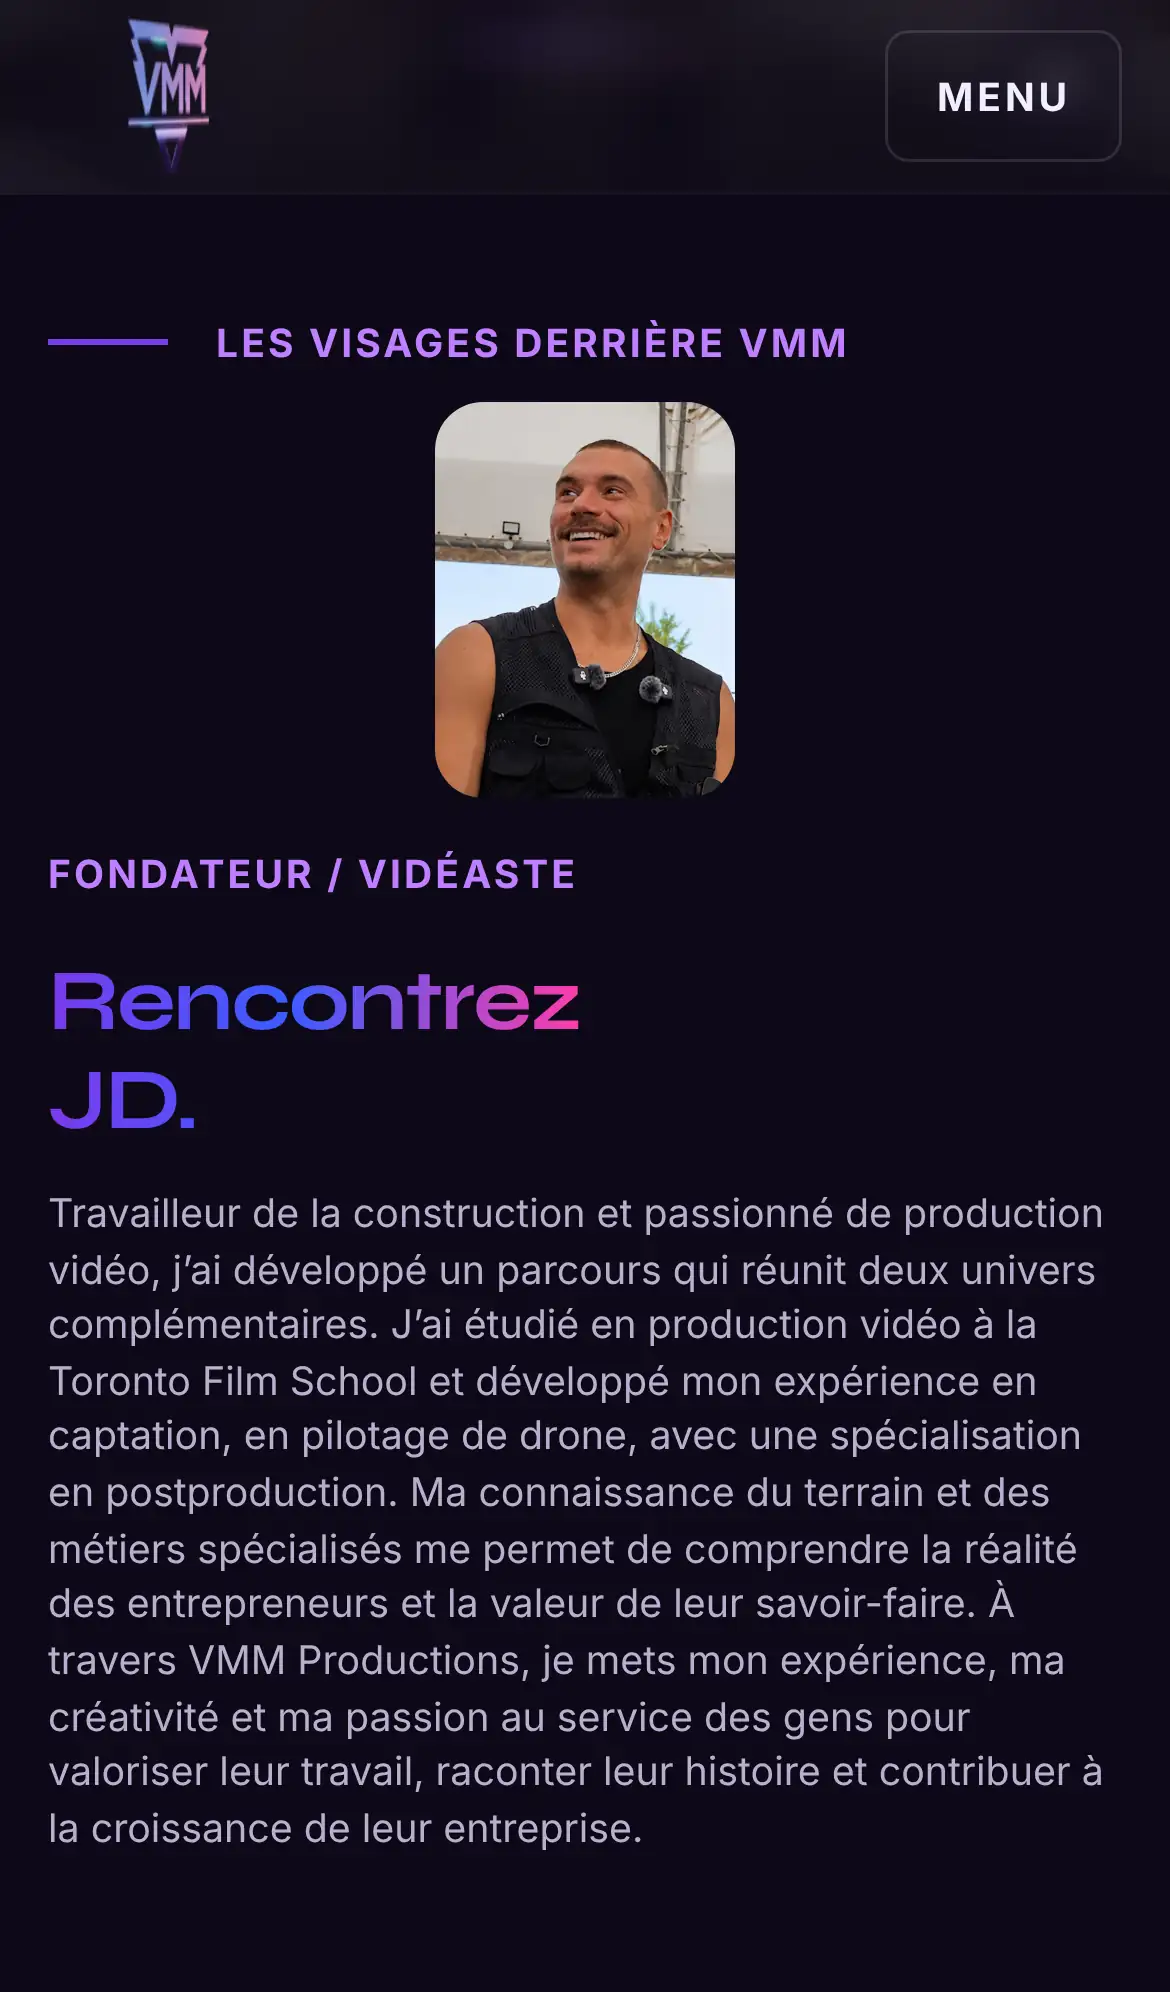 VMM
MENU
LES VISAGES DERRIÈRE VMM
FONDATEUR / VIDÉASTE
Rencontrez
JD.
Travailleur de la construction et passionné de production
vidéo, j’ai développé un parcours qui réunit deux univers
complémentaires. J’ai étudié en production vidéo à la
Toronto Film School et développé mon expérience en
captation, en pilotage de drone, avec une spécialisation
en postproduction. Ma connaissance du terrain et des
métiers spécialisés me permet de comprendre la réalité
des entrepreneurs et la valeur de leur savoir-faire. À
travers VMM Productions, je mets mon expérience, ma
créativité et ma passion au service des gens pour
valoriser leur travail, raconter leur histoire et contribuer à
la croissance de leur entreprise.